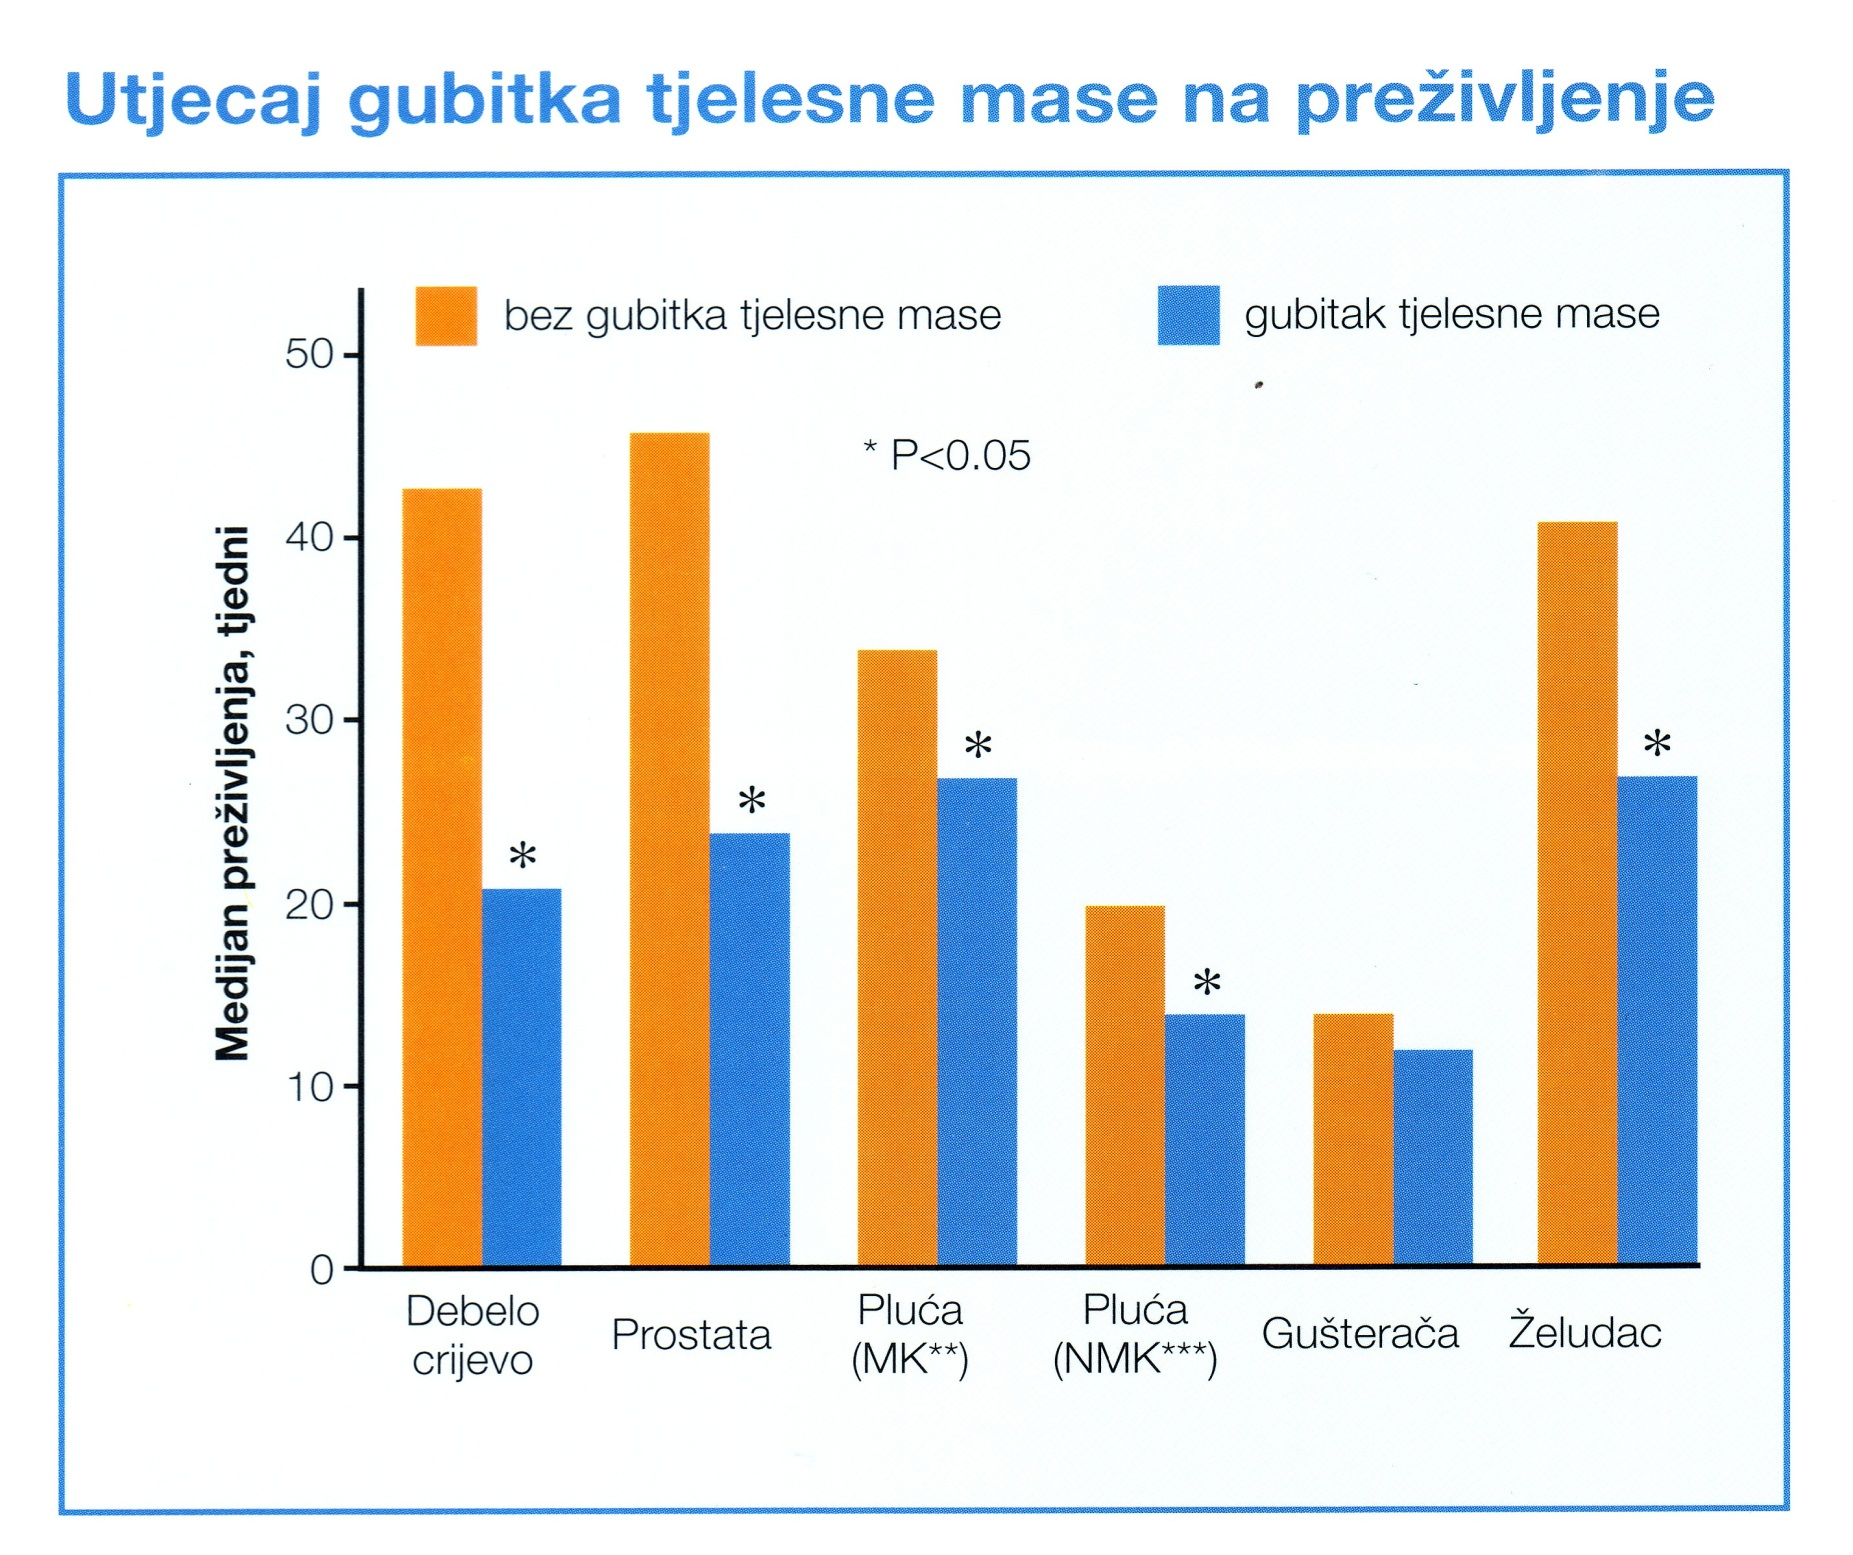 Utjecaj gubitka tjelesne mase na preživljenje
bez gubitka tjelesne mase
gubitak tjelesne mase
* P<0.05
Medijan preživljenja, tjedni
50
40
30
20
10
0
*
*
*
*
*
Debelo
crijevo
Prostata
Pluća
(MK**)
Pluća
(NMK***)
Gušterača
Želudac